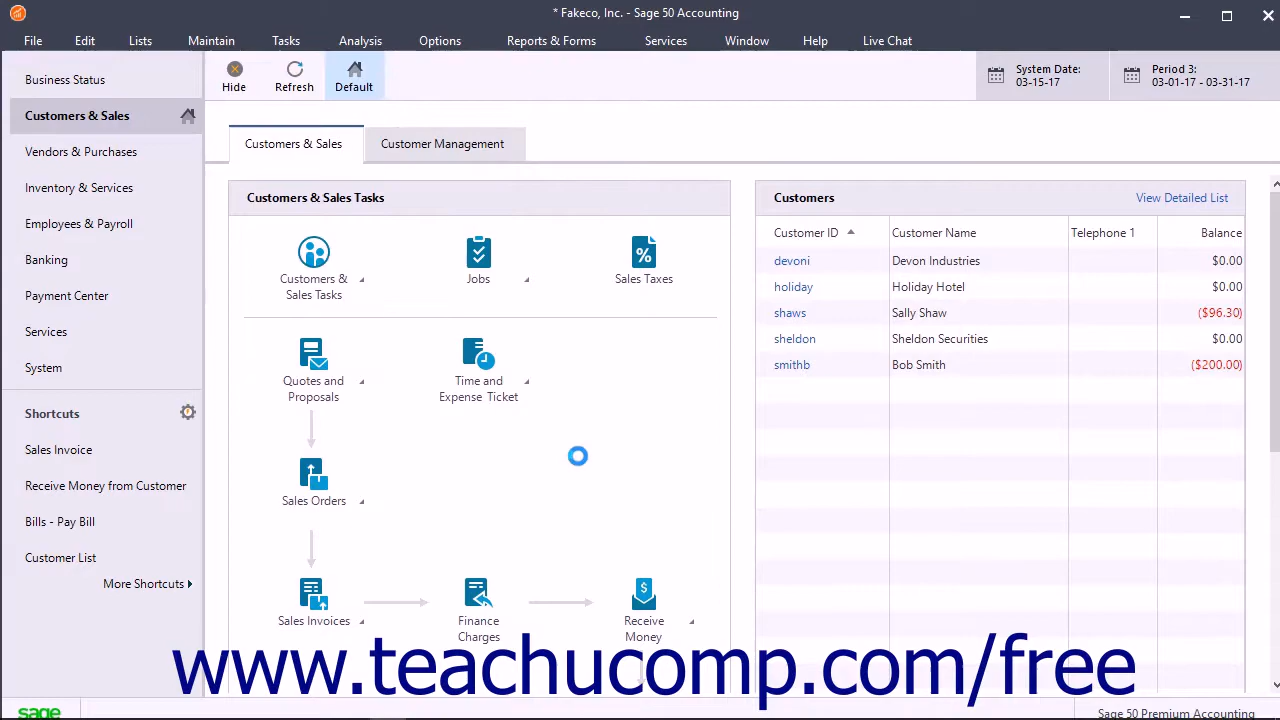 * Fakeco, Inc. - Sage 50 Accounting
File Edit Lists Maintain Tasks Analysis Options Reports & Forms Services Window Help Live Chat
Business Status
Customers & Sales
Vendors & Purchases
Inventory & Services
Employees & Payroll
Banking
Payment Center
Services
System
Shortcuts
Sales Invoice
Receive Money from Customer
Bills - Pay Bill
Customer List
More Shortcuts
Hide Refresh Default
System Date:
03-15-17
Period 3:
03-01-17 - 03-31-17
Customers & Sales Customer Management
Customers & Sales Tasks
Customers &
Sales Tasks
Jobs
Sales Taxes
Quotes and
Proposals
Time and
Expense Ticket
Sales Orders
Sales Invoices
Finance
Charges
Receive
Money
Customers View Detailed List
Customer ID Customer Name Telephone 1 Balance
devoni Devon Industries $0.00
holiday Holiday Hotel $0.00
shaws Sally Shaw ($96.30)
sheldon Sheldon Securities $0.00
smithb Bob Smith ($200.00)
www.teachucomp.com/free
sage
Sage 50 Premium Accounting